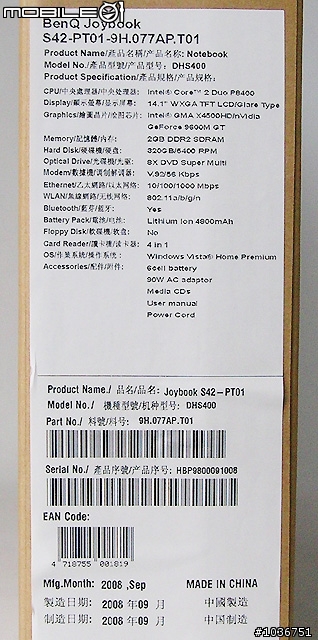 mobile01
BenQ Joybook
S42-PT01-9H.077AP.T01
Product Name/產品名稱/产品名称: Notebook
Model No./產品型號/产品型号: DHS400
Product Specification/產品規格/产品规格:
CPU/中央處理器/中央处理器: Intel® Core™ 2 Duo P8400
Display/顯示螢幕/显示屏幕: 14.1" WXGA TFT LCD/Glare Type
Graphics/繪圖晶片/绘图芯片: Intel® GMA X4500HD/nVidia GeForce 9600M GT
Memory/記憶體/内存: 2GB DDR2 SDRAM
Hard Disk/硬碟機/硬盘: 320GB/5400 RPM
Optical Drive/光碟機/光驱: 8X DVD Super Multi
Modem/數據機/调制解调器: V.92/56 Kbps
Ethernet/乙太網路/以太网络: 10/100/1000 Mbps
WLAN/無線網路/无线网络: 802.11a/b/g/n
Bluetooth/藍芽/蓝牙: Yes
Battery Pack/電池/电池: Lithium Ion 4800mAh
Floppy Disk/軟碟機/软盘: No
Card Reader/讀卡機/读卡器: 4 in 1
OS/作業系統/操作系统: Windows Vista® Home Premium
Accessories/配件/附件: 6cell battery
90W AC adaptor
Media CDs
User manual
Power Cord
Product Name./ 品名/品名: Joybook S42-PT01
Model No./ 機種型號/机种型号: DHS400
Part No./ 料號/料号: 9H.077AP.T01
Serial No./ 產品序號/产品序号: HBP9800091008
EAN Code:
4 718755 001819
Mfg.Month: 2008 ,Sep MADE IN CHINA
製造日期: 2008 年09 月 中國製造
制造日期: 2008 年09 月 中国制造
#1036751